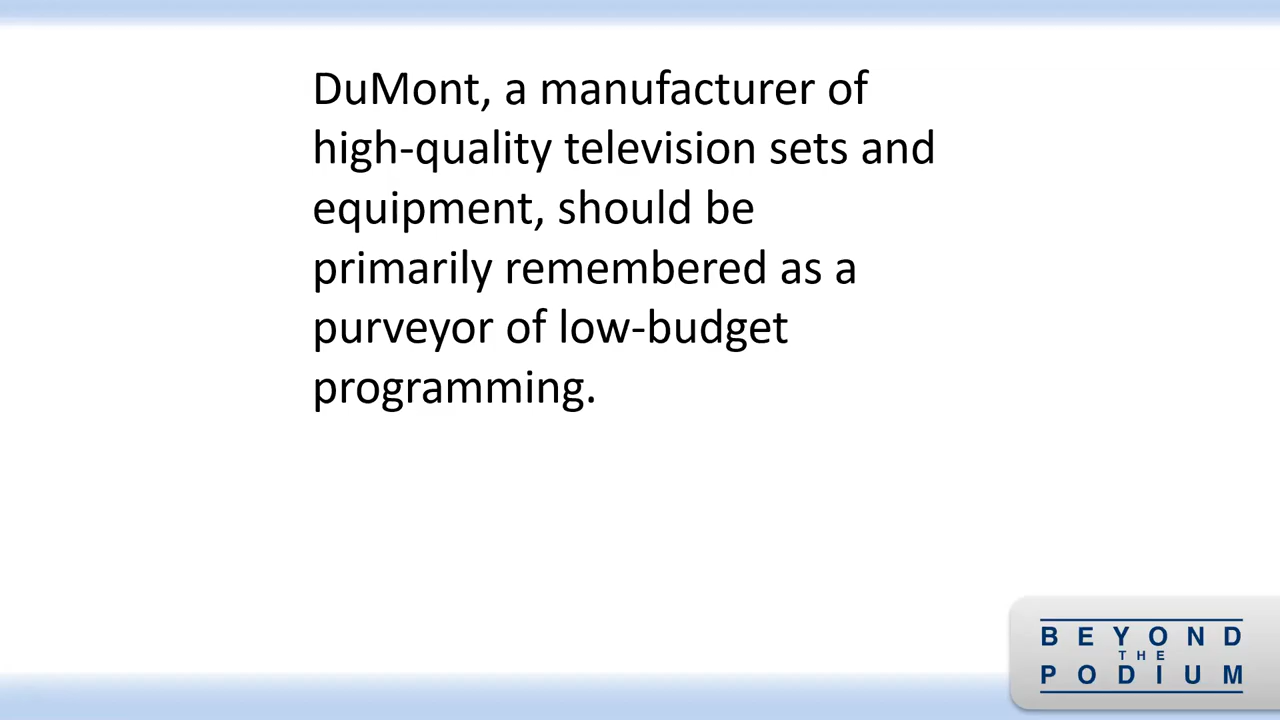 DuMont, a manufacturer of
high-quality television sets and
equipment, should be
primarily remembered as a
purveyor of low-budget
programming.
BEYOND
THE
PODIUM